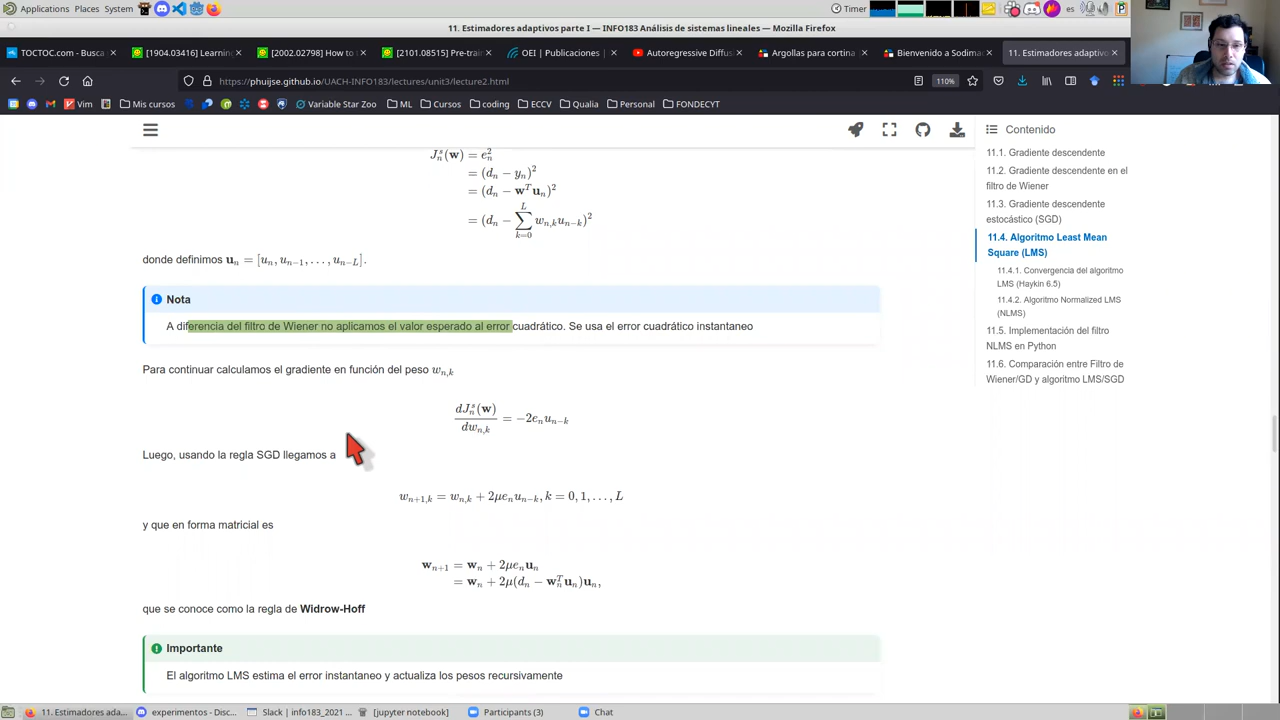 Applications Places System Timer es
11. Estimadores adaptivos parte I — INFO183 Análisis de sistemas lineales — Mozilla Firefox
TOCTOC.com - Busca [1904.03416] Learnin [2002.02798] How to [2101.0859] Pre-train OEI | Publicaciones Autoregressive Diffus Argollas para cortina Bienvenido a Sodima 11. Estimadores adaptivo
https://phuijse.github.io/UACH-INFO183/lectures/unit3/lecture2.html 110%
Vim Mis cursos Variable Star Zoo ML Cursos coding ECCV Qualia Personal FONDECYT
J_n^s(w) = e_n^2
= (d_n − y_n)^2
= (d_n − w^T u_n)^2
= (d_n − ∑_{k=0}^{L} w_{n,k} u_{n−k})^2
donde definimos u_n = [u_n, u_{n−1}, . . . , u_{n−L}].
Nota
A diferencia del filtro de Wiener no aplicamos el valor esperado al error cuadrático. Se usa el error cuadrático instantaneo
Para continuar calculamos el gradiente en función del peso w_{n,k}
dJ_n^s(w)/dw_{n,k} = −2e_n u_{n−k}
Luego, usando la regla SGD llegamos a
w_{n+1,k} = w_{n,k} + 2μe_n u_{n−k}, k = 0, 1, . . . , L
y que en forma matricial es
w_{n+1} = w_n + 2μe_n u_n
= w_n + 2μ(d_n − w_n^T u_n)u_n,
que se conoce como la regla de Widrow-Hoff
Importante
El algoritmo LMS estima el error instantaneo y actualiza los pesos recursivamente
Contenido
11.1. Gradiente descendente
11.2. Gradiente descendente en el
filtro de Wiener
11.3. Gradiente descendente
estocástico (SGD)
11.4. Algoritmo Least Mean
Square (LMS)
11.4.1. Convergencia del algoritmo
LMS (Haykin 6.5)
11.4.2. Algoritmo Normalized LMS
(NLMS)
11.5. Implementación del filtro
NLMS en Python
11.6. Comparación entre Filtro de
Wiener/GD y algoritmo LMS/SGD
11. Estimadores ada... experimentos - Disc... Slack | info183_2021 ... [jupyter notebook] Participants (3) Chat